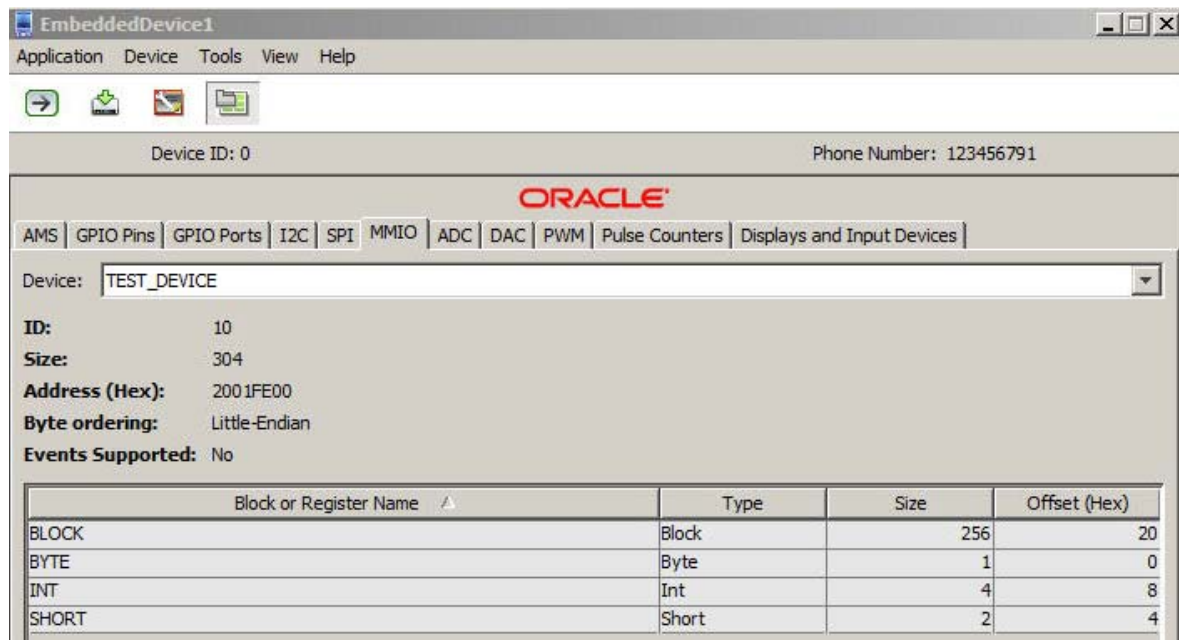 EmbeddedDevice1
Application Device Tools View Help
Device ID: 0 Phone Number: 123456791
ORACLE
AMS GPIO Pins GPIO Ports I2C SPI MMIO ADC DAC PWM Pulse Counters Displays and Input Devices
Device: TEST_DEVICE
ID: 10
Size: 304
Address (Hex): 2001FE00
Byte ordering: Little-Endian
Events Supported: No
Block or Register Name Type Size Offset (Hex)
BLOCK Block 256 20
BYTE Byte 1 0
INT Int 4 8
SHORT Short 2 4